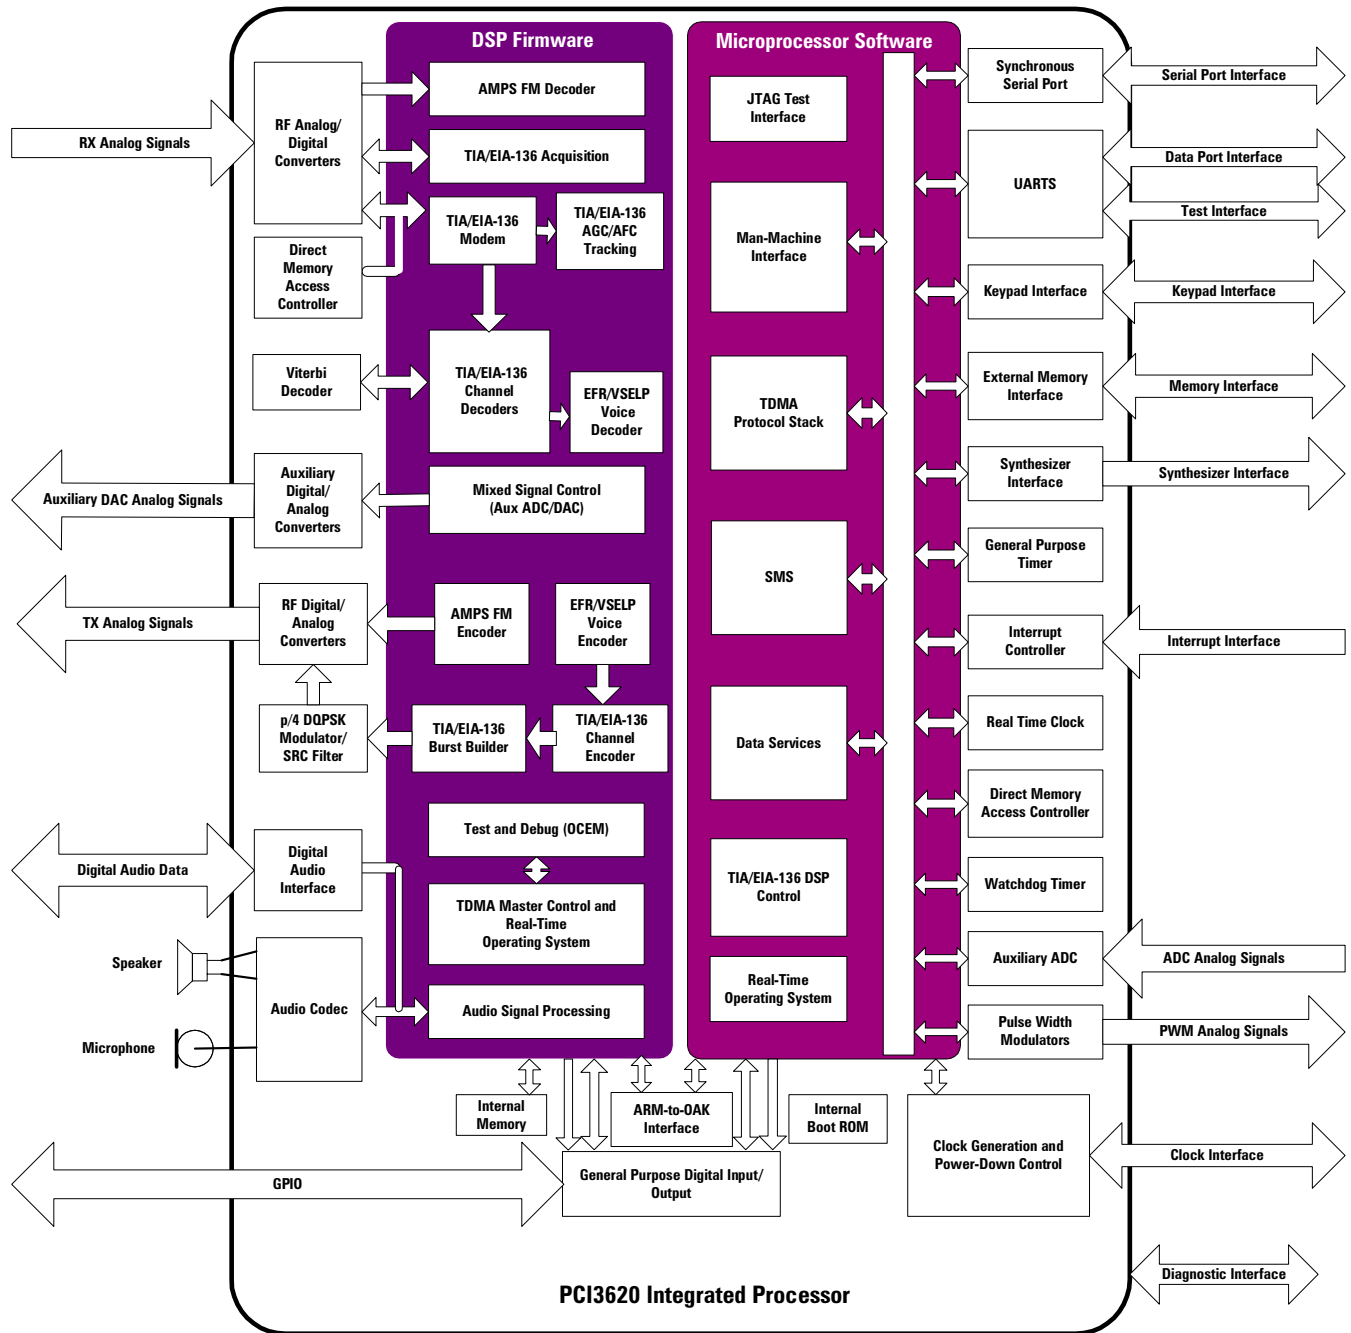 DSP Firmware
Microprocessor Software
RX Analog Signals
RF Analog/
Digital
Converters
Direct
Memory
Access
Controller
Viterbi
Decoder
Auxiliary DAC Analog Signals
Auxiliary
Digital/
Analog
Converters
TX Analog Signals
RF Digital/
Analog
Converters
p/4 DQPSK
Modulator/
SRC Filter
Digital Audio Data
Digital
Audio
Interface
Speaker
Microphone
Audio Codec
AMPS FM Decoder
TIA/EIA-136 Acquisition
TIA/EIA-136
Modem
TIA/EIA-136
AGC/AFC
Tracking
TIA/EIA-136
Channel
Decoders
EFR/VSELP
Voice
Decoder
Mixed Signal Control
(Aux ADC/DAC)
AMPS FM
Encoder
EFR/VSELP
Voice
Encoder
TIA/EIA-136
Burst Builder
TIA/EIA-136
Channel
Encoder
Test and Debug (OCEM)
TDMA Master Control and
Real-Time
Operating System
Audio Signal Processing
JTAG Test
Interface
Man-Machine
Interface
TDMA
Protocol Stack
SMS
Data Services
TIA/EIA-136 DSP
Control
Real-Time
Operating System
Synchronous
Serial Port
Serial Port Interface
UARTS
Data Port Interface
Test Interface
Keypad Interface
Keypad Interface
External Memory
Interface
Memory Interface
Synthesizer
Interface
Synthesizer Interface
General Purpose
Timer
Interrupt
Controller
Interrupt Interface
Real Time Clock
Direct Memory
Access Controller
Watchdog Timer
Auxiliary ADC
ADC Analog Signals
Pulse Width
Modulators
PWM Analog Signals
Internal
Memory
ARM-to-OAK
Interface
Internal
Boot ROM
Clock Generation and
Power-Down Control
Clock Interface
GPIO
General Purpose Digital Input/
Output
Diagnostic Interface
PCI3620 Integrated Processor